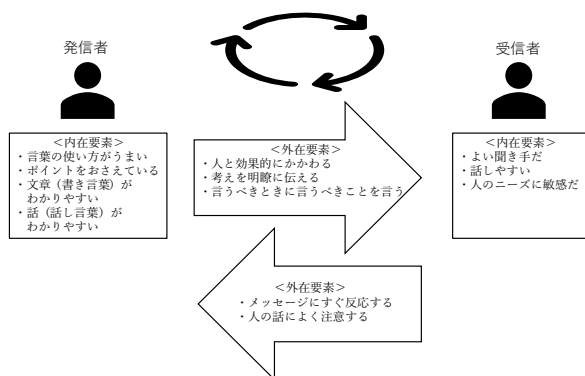 発信者
<内在要素>
・言葉の使い方がうまい
・ポイントをおさえている
・文章（書き言葉）が
わかりやすい
・話（話し言葉）が
わかりやすい
<外在要素>
・人と効果的にかかわる
・考えを明瞭に伝える
・言うべきときに言うべきことを言う
受信者
<内在要素>
・よい聞き手だ
・話しやすい
・人のニーズに敏感だ
<外在要素>
・メッセージにすぐ反応する
・人の話によく注意する